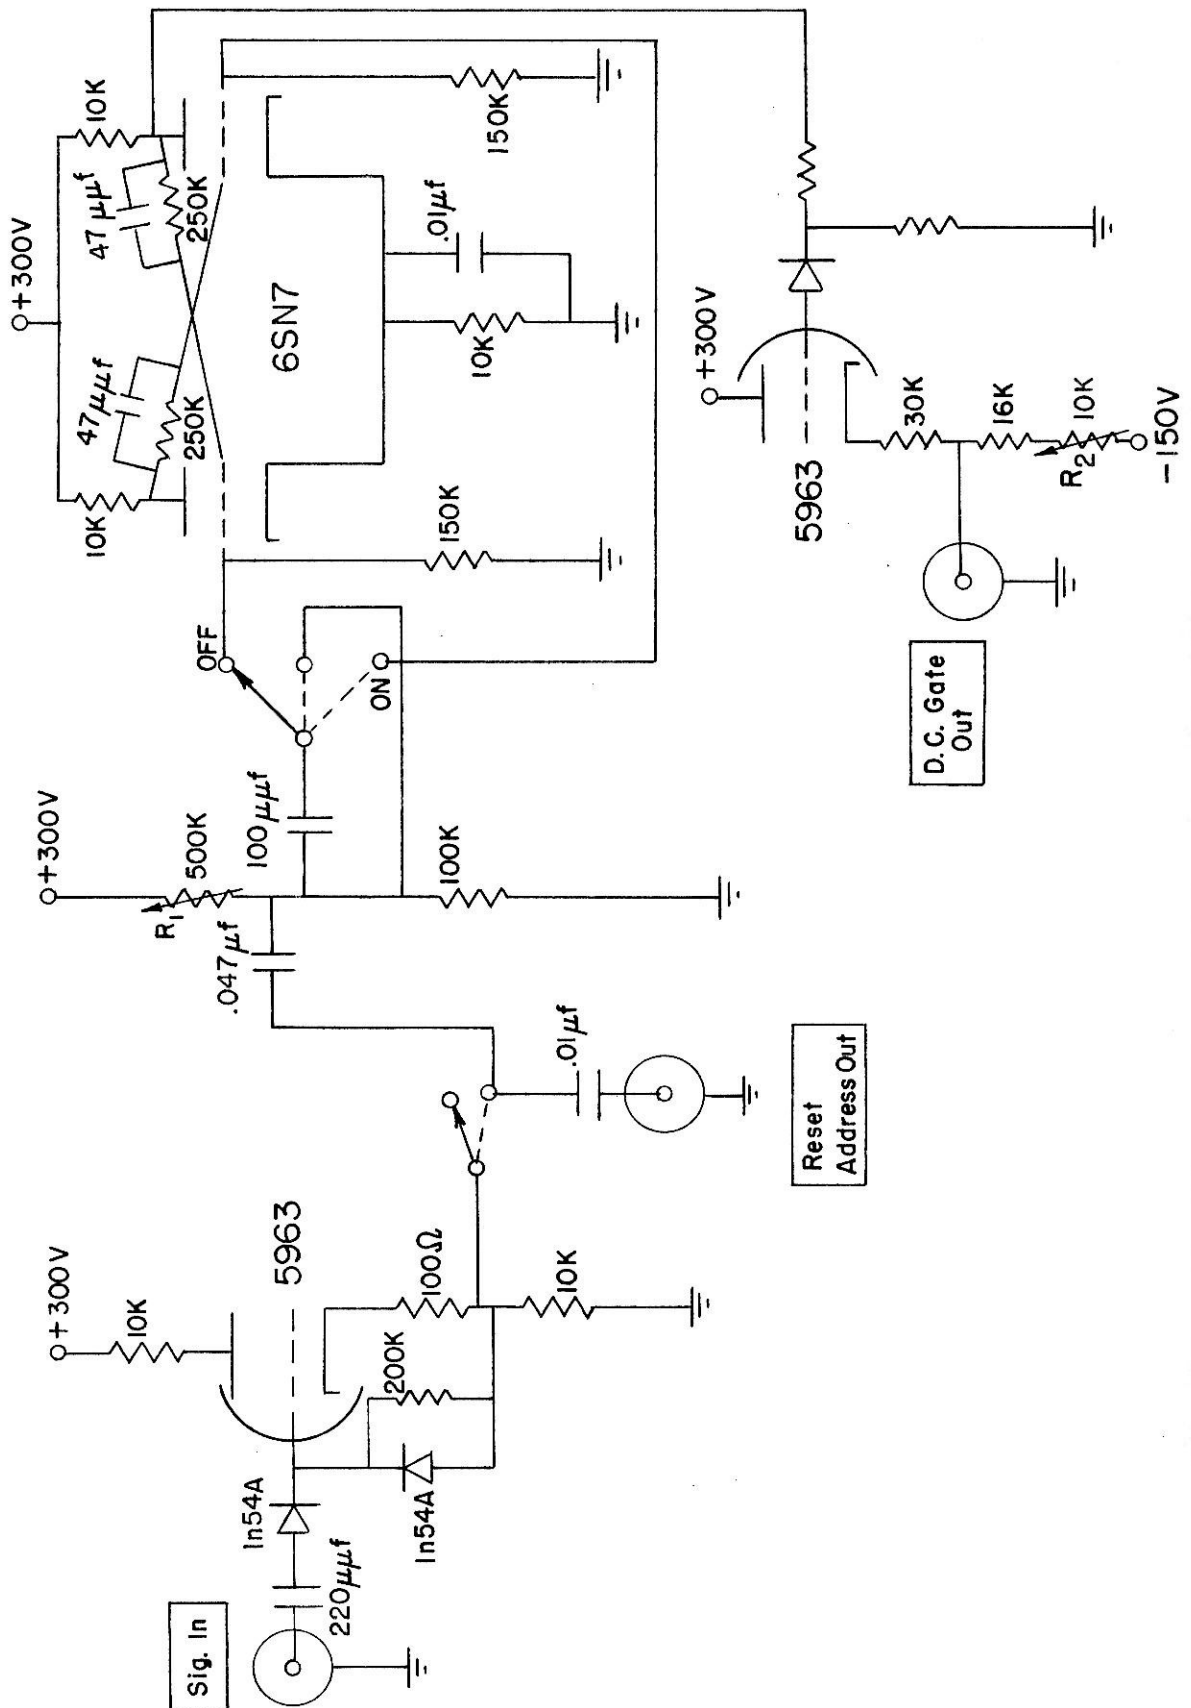 Sig. In
220μμf
In54A
In54A
200K
+300V
10K
5963
100Ω
10K
Reset
Address Out
.01μf
.047μf
+300V
R1
500K
100μμf
100K
OFF
ON
+300V
10K
10K
47μμf
47μμf
250K
250K
6SN7
150K
150K
10K
.01μf
+300V
5963
30K
16K
10K
R2
-150V
D.C. Gate
Out